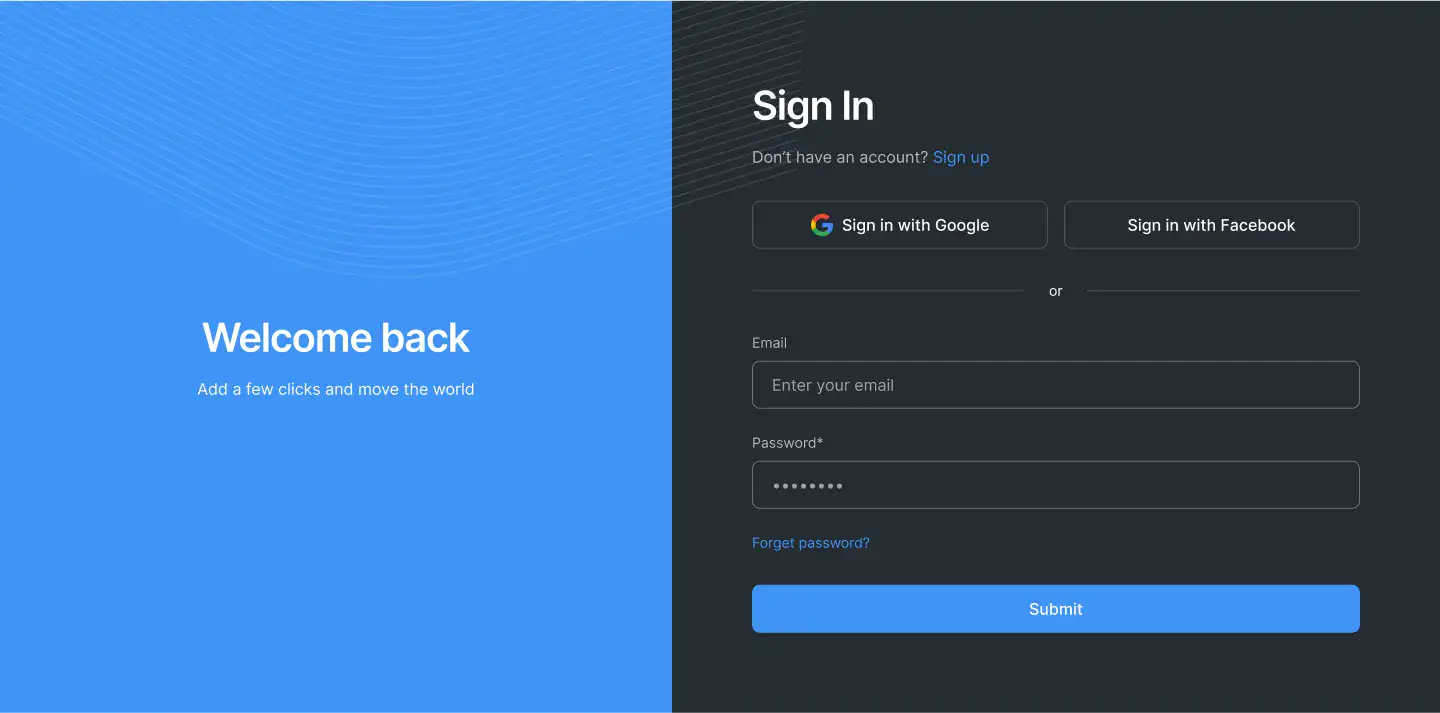 Welcome back
Add a few clicks and move the world
Sign In
Don’t have an account? Sign up
Sign in with Google
Sign in with Facebook
or
Email
Enter your email
Password*
••••••••
Forget password?
Submit